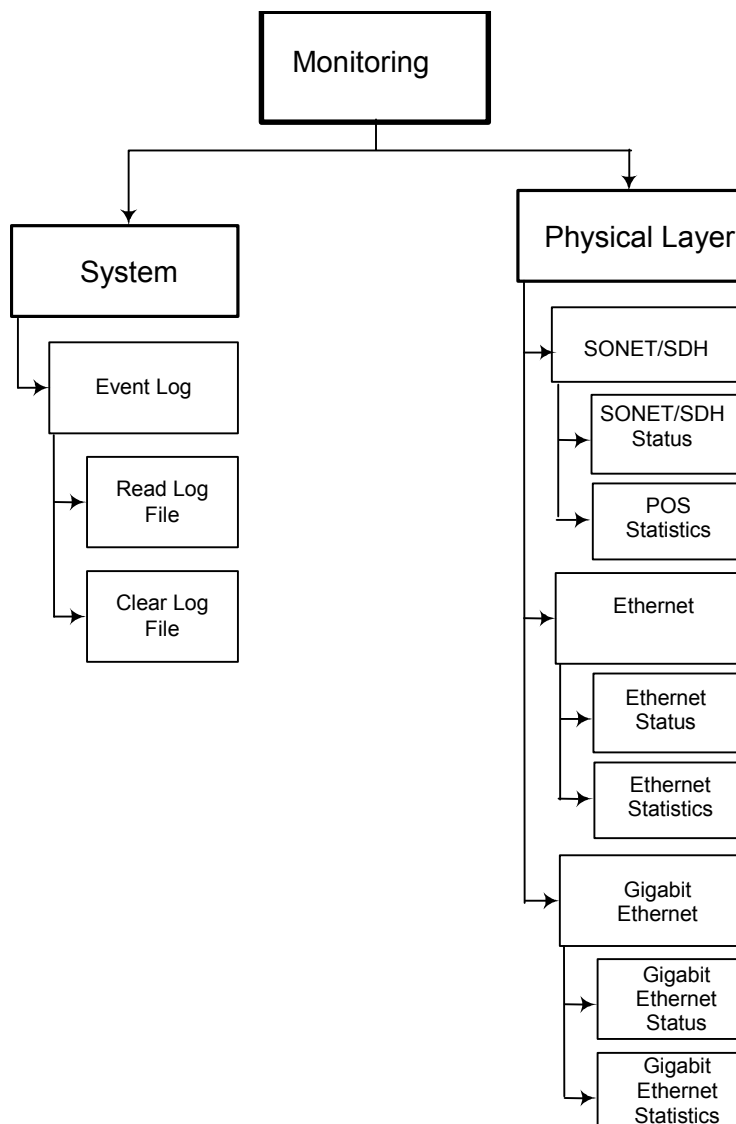 Monitoring
System
Physical Layer
Event Log
Read Log
File
Clear Log
File
SONET/SDH
SONET/SDH
Status
POS
Statistics
Ethernet
Ethernet
Status
Ethernet
Statistics
Gigabit
Ethernet
Gigabit
Ethernet
Status
Gigabit
Ethernet
Statistics